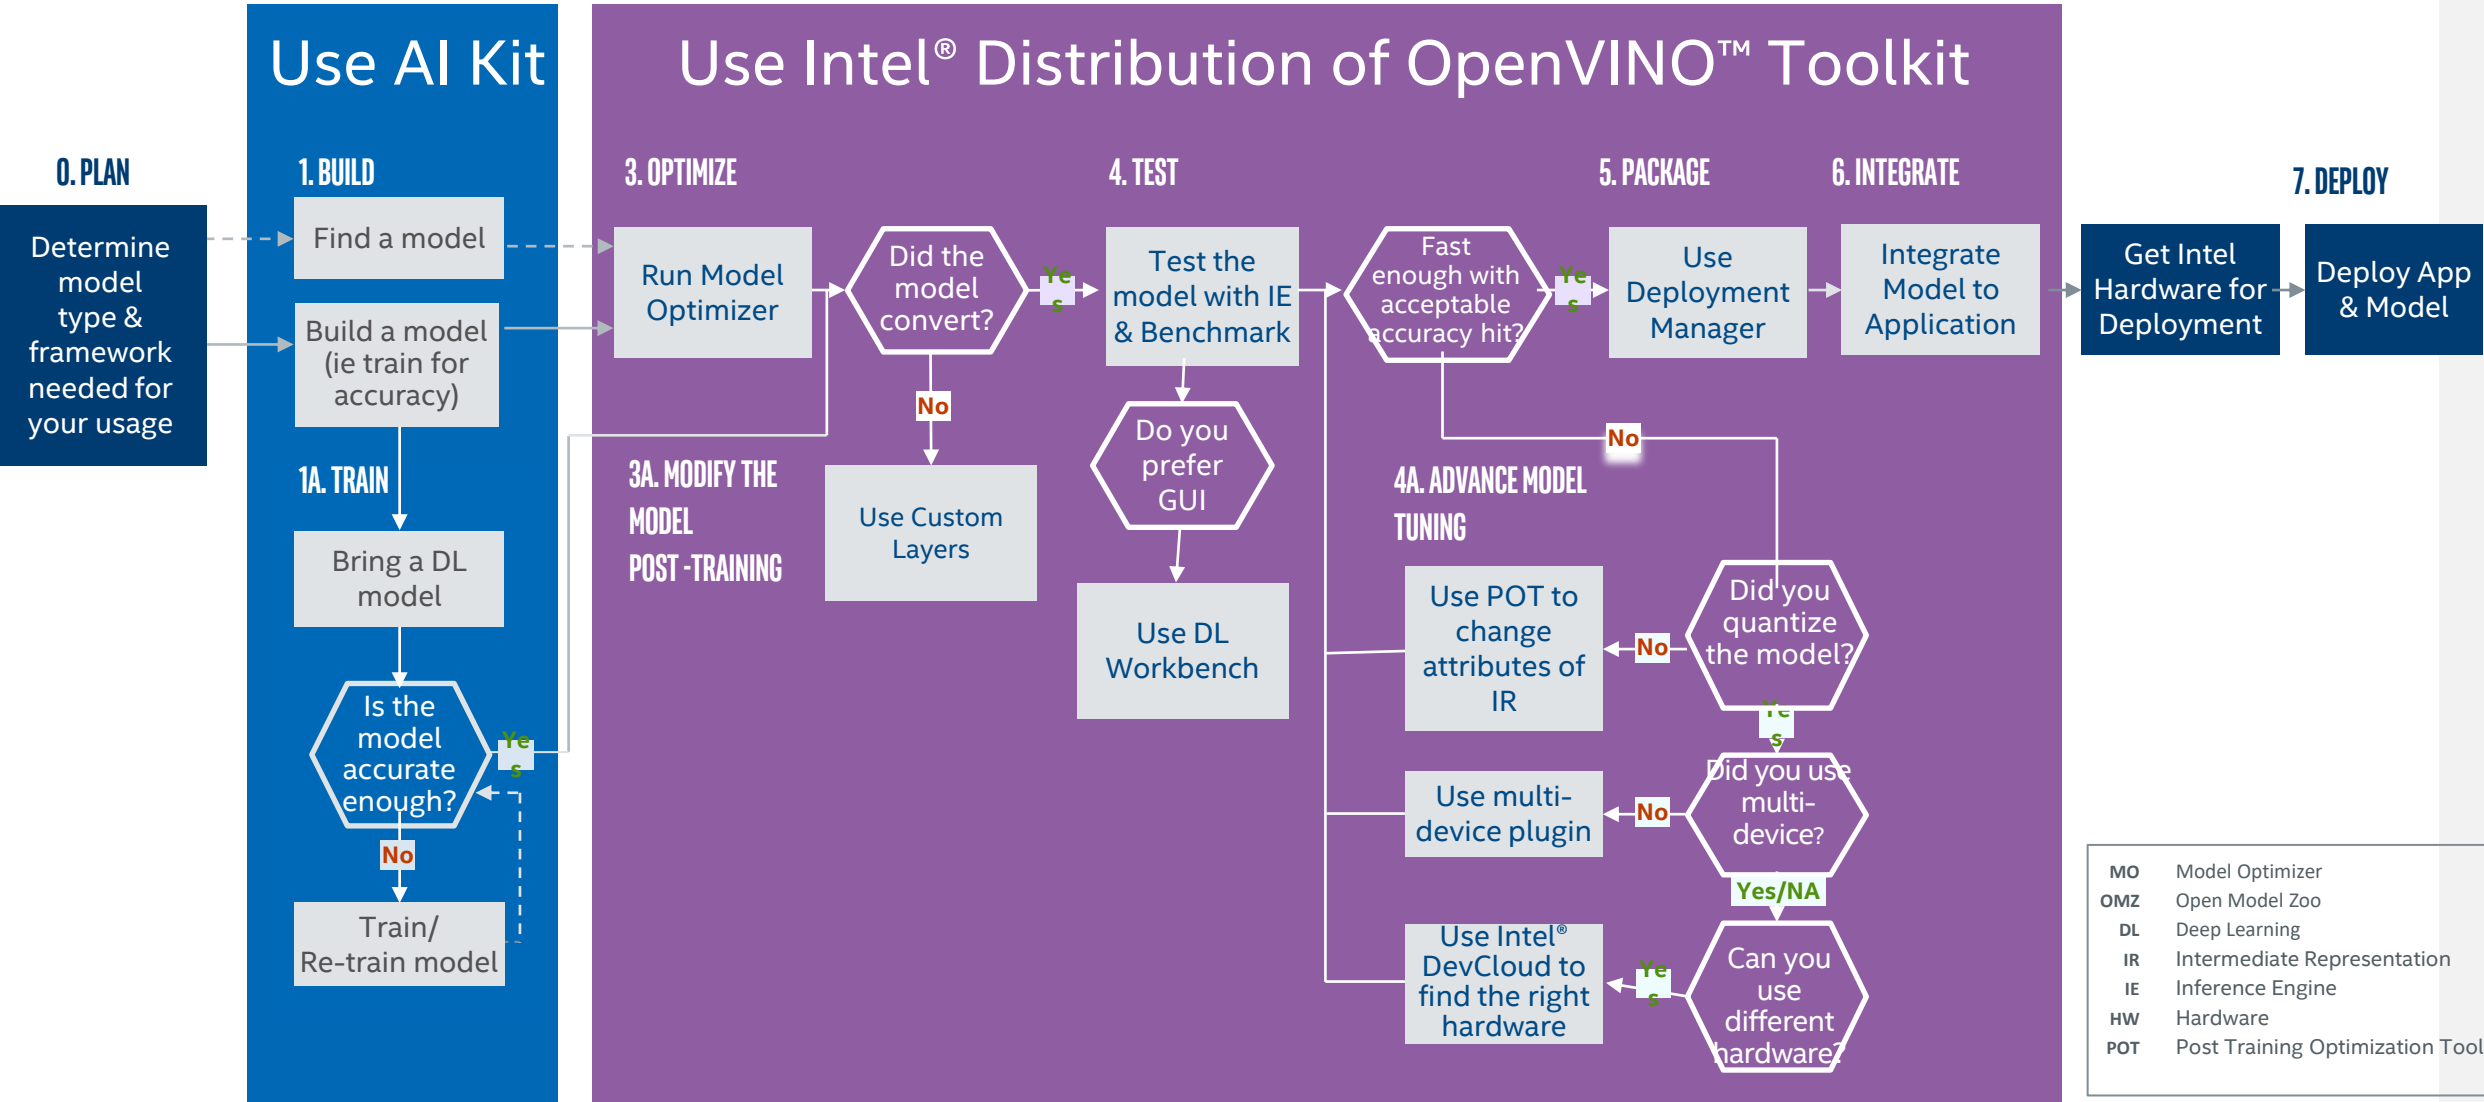 Use AI Kit
Use Intel® Distribution of OpenVINO™ Toolkit
0. PLAN
Determine
model
type &
framework
needed for
your usage
1. BUILD
Find a model
Build a model
(ie train for
accuracy)
1A. TRAIN
Bring a DL
model
Is the
model
accurate
enough?
Ye
s
No
Train/
Re-train model
3. OPTIMIZE
Run Model
Optimizer
Did the
model
convert?
Ye
s
No
3A. MODIFY THE
MODEL
POST -TRAINING
Use Custom
Layers
4. TEST
Test the
model with IE
& Benchmark
Do you
prefer
GUI
Use DL
Workbench
Fast
enough with
acceptable
accuracy hit?
Ye
s
No
4A. ADVANCE MODEL
TUNING
Use POT to
change
attributes of
IR
No
Did you
quantize
the model?
Ye
s
Use multi-
device plugin
No
Did you use
multi-
device?
Yes/NA
Use Intel®
DevCloud to
find the right
hardware
Ye
s
Can you
use
different
hardware?
5. PACKAGE
Use
Deployment
Manager
6. INTEGRATE
Integrate
Model to
Application
7. DEPLOY
Get Intel
Hardware for
Deployment
Deploy App
& Model
MO Model Optimizer
OMZ Open Model Zoo
DL Deep Learning
IR Intermediate Representation
IE Inference Engine
HW Hardware
POT Post Training Optimization Tool